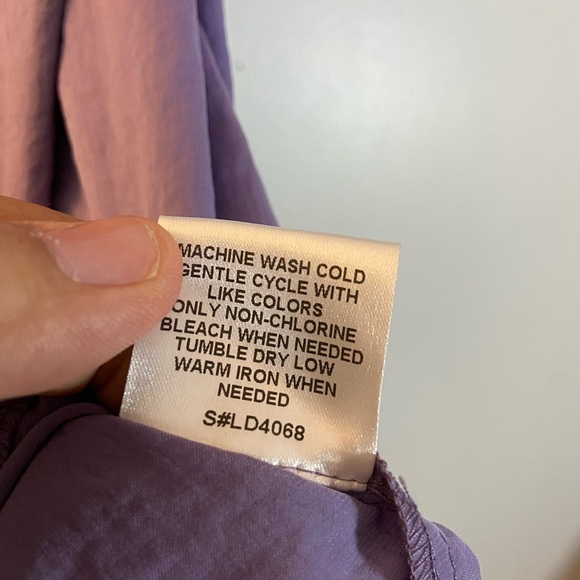 MACHINE WASH COLD
GENTLE CYCLE WITH
LIKE COLORS
ONLY NON-CHLORINE
BLEACH WHEN NEEDED
TUMBLE DRY LOW
WARM IRON WHEN
NEEDED
S#LD4068